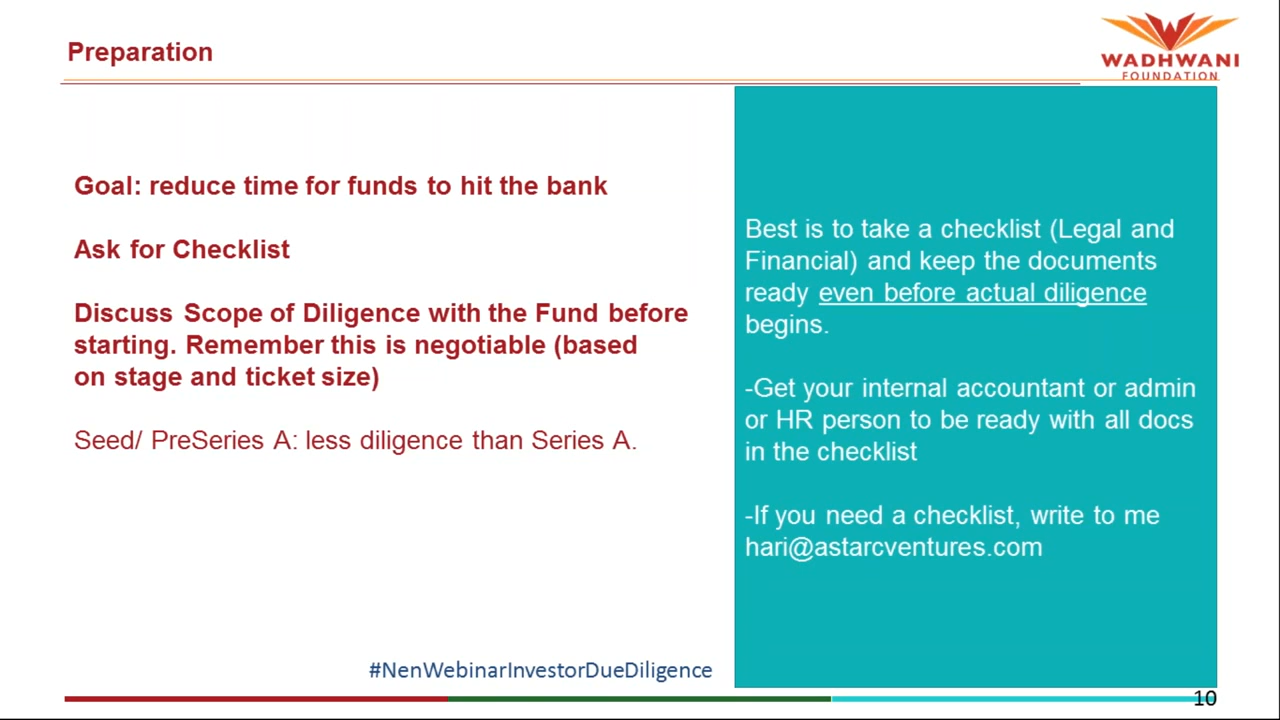 Preparation
WADHWANI
FOUNDATION
Goal: reduce time for funds to hit the bank
Ask for Checklist
Discuss Scope of Diligence with the Fund before
starting. Remember this is negotiable (based
on stage and ticket size)
Seed/ PreSeries A: less diligence than Series A.
Best is to take a checklist (Legal and
Financial) and keep the documents
ready even before actual diligence
begins.
-Get your internal accountant or admin
or HR person to be ready with all docs
in the checklist
-If you need a checklist, write to me
hari@astarcventures.com
#NenWebinarInvestorDueDiligence
10